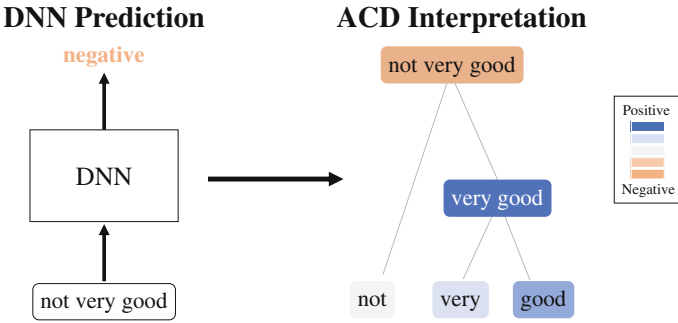 DNN Prediction
negative
DNN
not very good
ACD Interpretation
not very good
very good
not
very
good
Positive
Negative